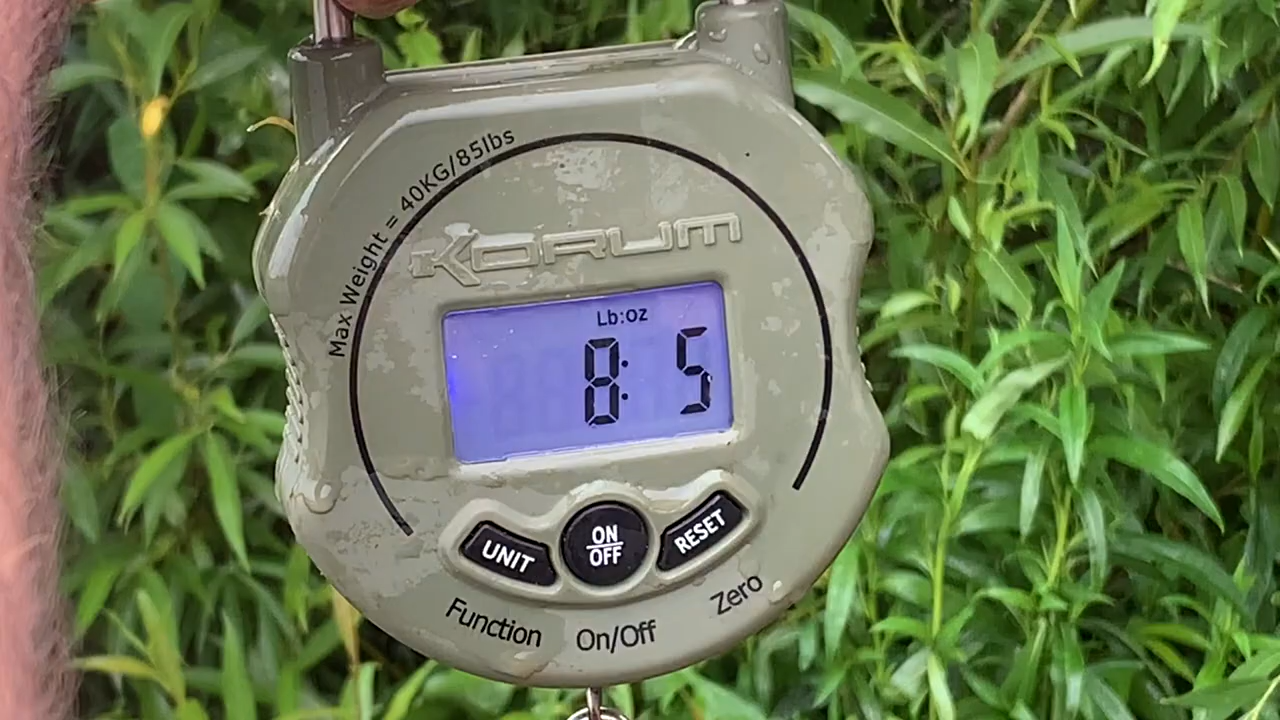 Max Weight = 40KG/85lbs
KORUM
Lb:oz
8: 5
UNIT
ON
OFF
RESET
Function
On/Off
Zero